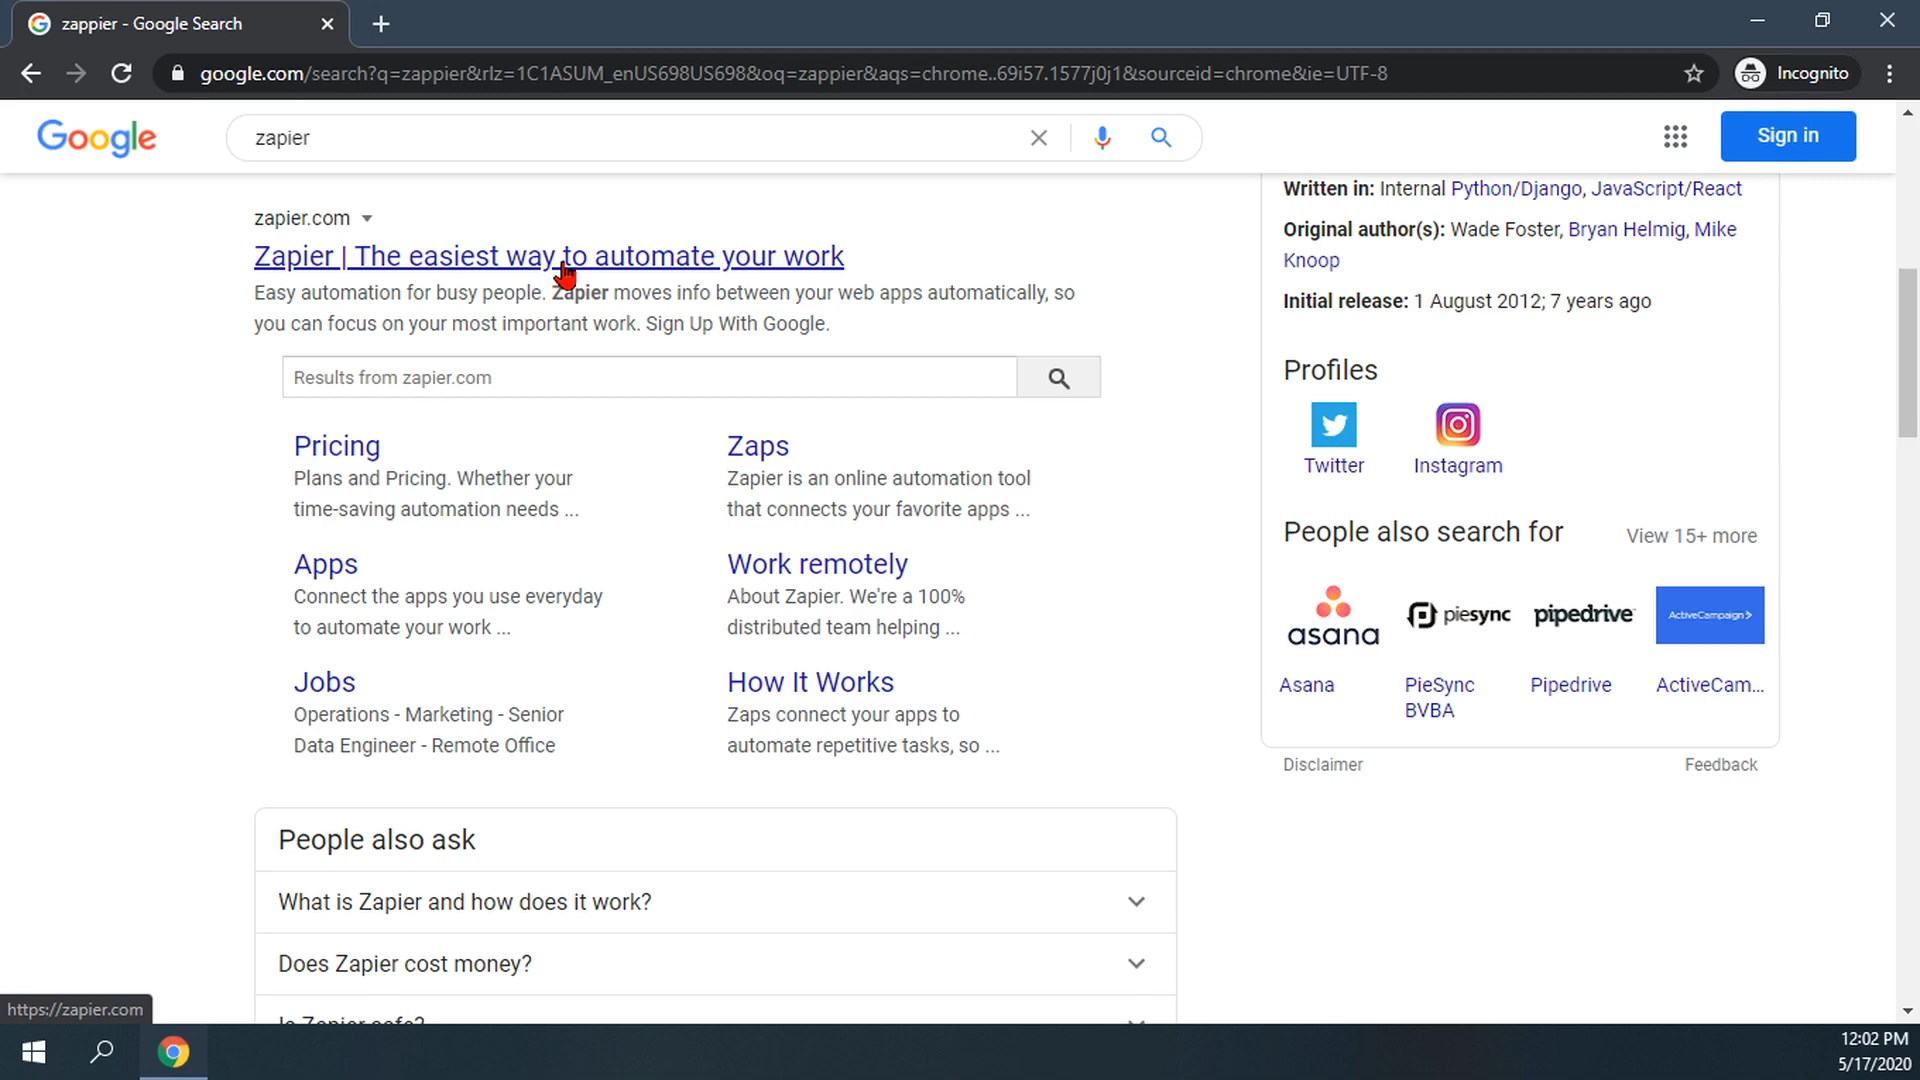 zappier - Google Search
google.com/search?q=zappier&rlz=1C1ASUM_enUS698US698&oq=zappier&aqs=chrome..69i57.1577j0j1&sourceid=chrome&ie=UTF-8
Incognito
Google
zapier
Sign in
zapier.com
Zapier | The easiest way to automate your work
Easy automation for busy people. Zapier moves info between your web apps automatically, so
you can focus on your most important work. Sign Up With Google.
Results from zapier.com
Pricing
Plans and Pricing. Whether your
time-saving automation needs ...
Zaps
Zapier is an online automation tool
that connects your favorite apps ...
Apps
Connect the apps you use everyday
to automate your work ...
Work remotely
About Zapier. We're a 100%
distributed team helping ...
Jobs
Operations - Marketing - Senior
Data Engineer - Remote Office
How It Works
Zaps connect your apps to
automate repetitive tasks, so ...
People also ask
What is Zapier and how does it work?
Does Zapier cost money?
Is Zapier safe?
Written in: Internal Python/Django, JavaScript/React
Original author(s): Wade Foster, Bryan Helmig, Mike
Knoop
Initial release: 1 August 2012; 7 years ago
Profiles
Twitter
Instagram
People also search for
View 15+ more
asana
piesync
pipedrive
ActiveCampaign >
Asana
PieSync
BVBA
Pipedrive
ActiveCam...
Disclaimer
Feedback
https://zapier.com
12:02 PM
5/17/2020